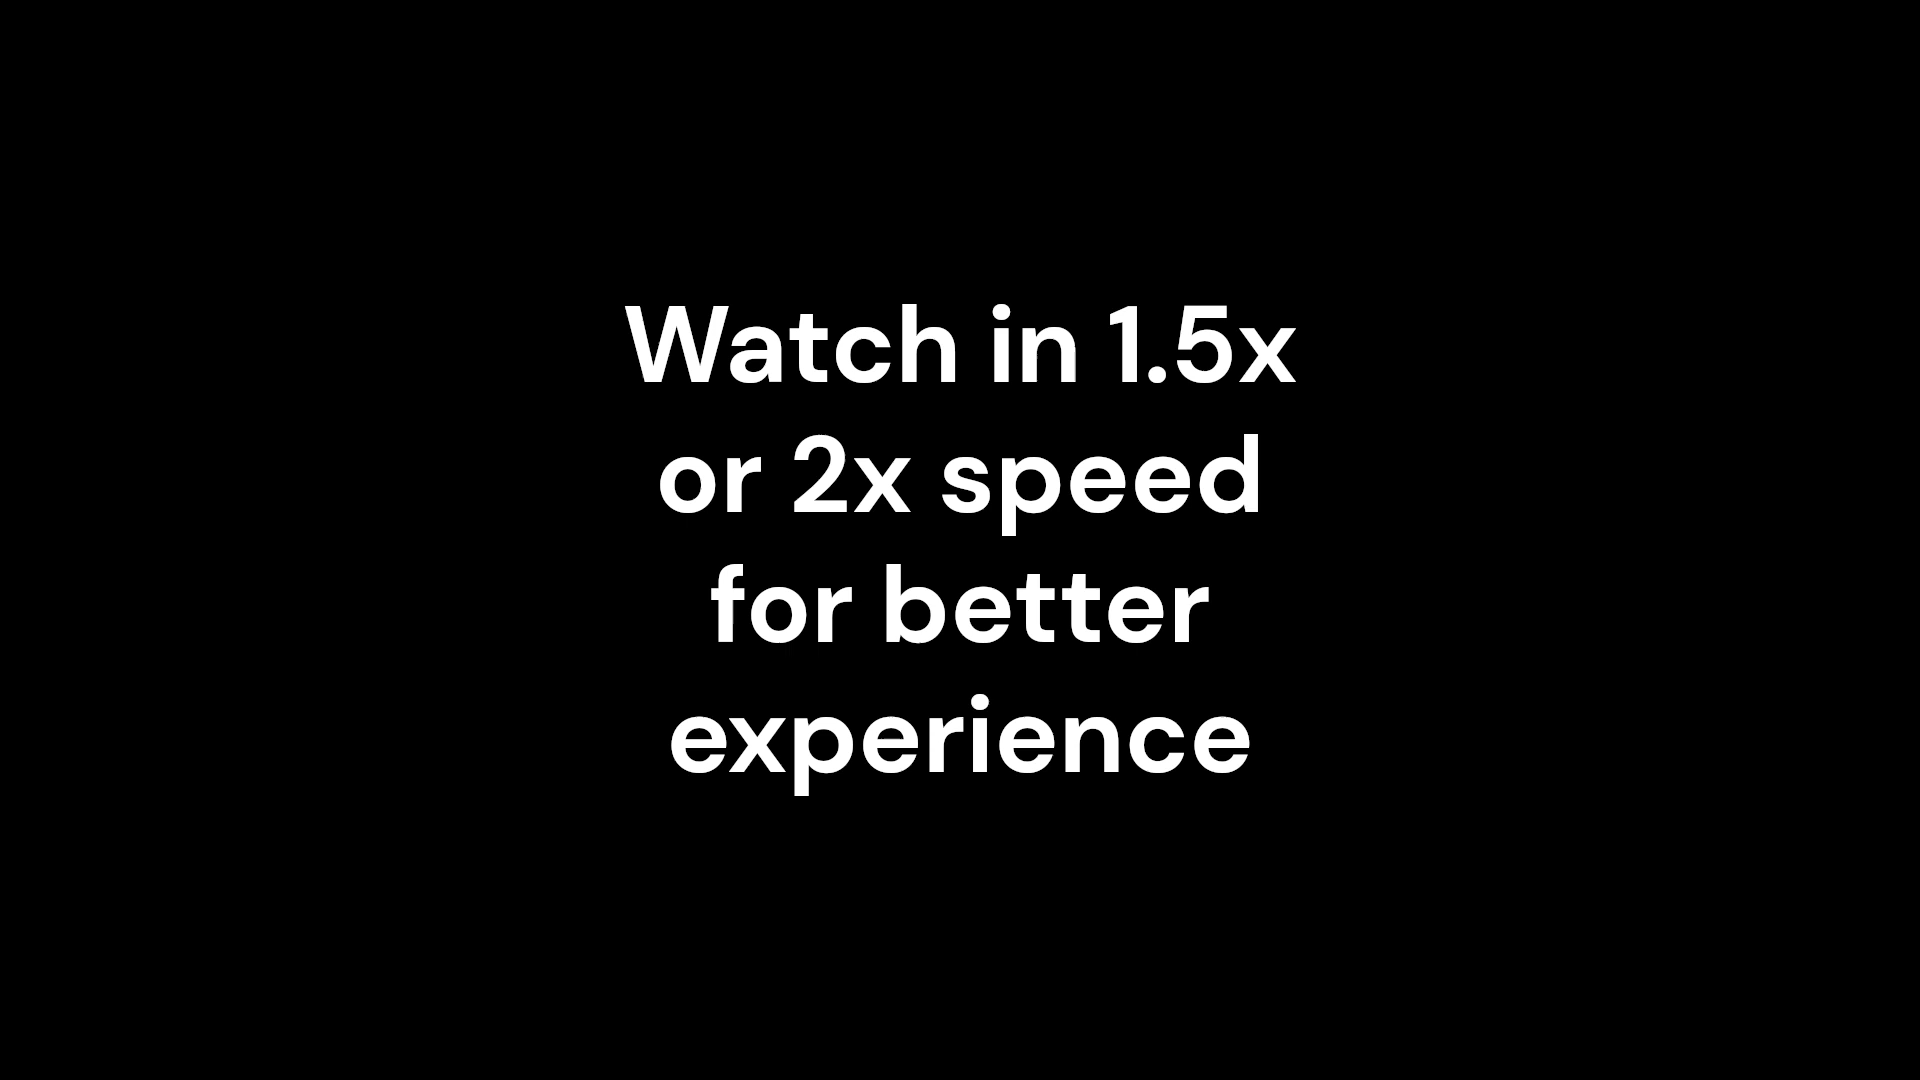 Watch in 1.5x
or 2x speed
for better
experience